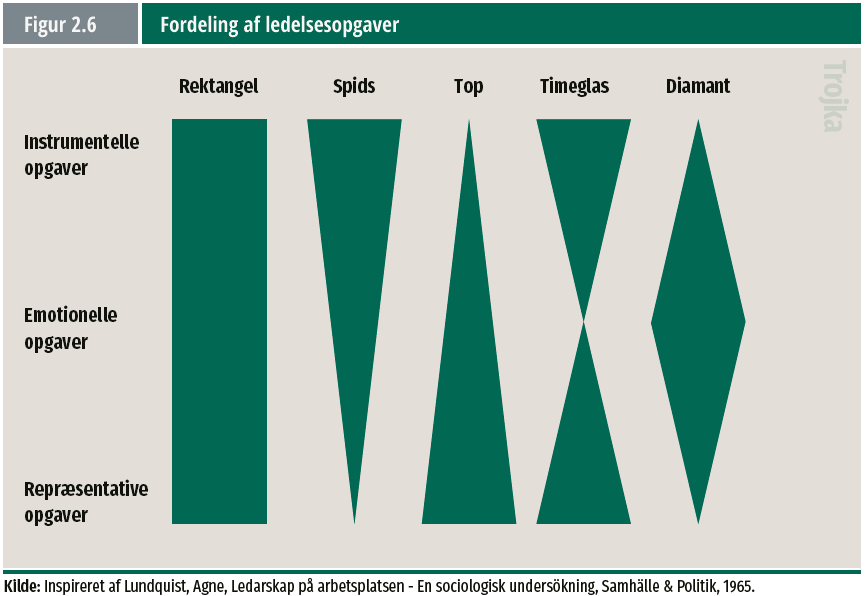 Figur 2.6
Fordeling af ledelsesopgaver
Rektangel
Spids
Top
Timeglas
Diamant
Trojka
Instrumentelle
opgaver
Emotionelle
opgaver
Repræsentative
opgaver
Kilde: Inspireret af Lundquist, Agne, Ledarskap på arbetsplatsen - En sociologisk undersökning, Samhälle & Politik, 1965.